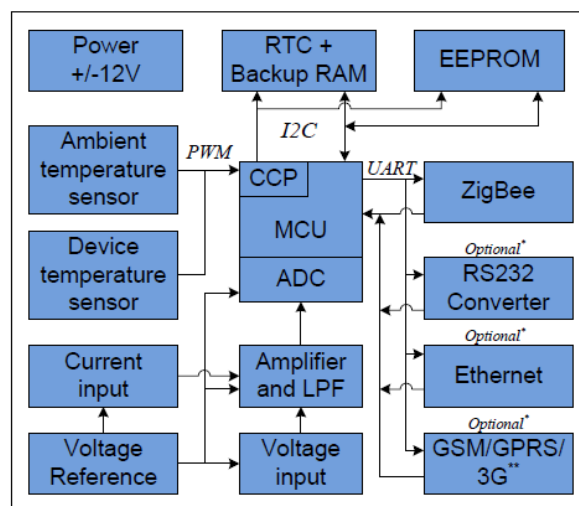 Power
+/-12V
RTC +
Backup RAM
EEPROM
I2C
Ambient
temperature
sensor
PWM
CCP
MCU
ADC
UART
ZigBee
Device
temperature
sensor
Optional*
RS232
Converter
Current
input
Amplifier
and LPF
Optional*
Ethernet
Voltage
Reference
Voltage
input
Optional*
GSM/GPRS/
3G**